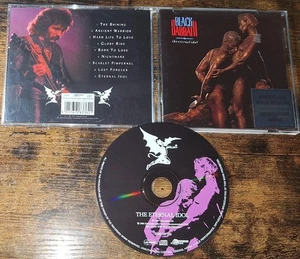 THE SHINING
ANCIENT WARRIOR
HARD LIFE TO LOVE
GLORY RIDE
BORN TO LOSE
NIGHTMARE
SCARLET PIMPERNEL
LOST FOREVER
ETERNAL IDOL
BLACK
SABBATH
the eternal idol
THE ETERNAL IDOL